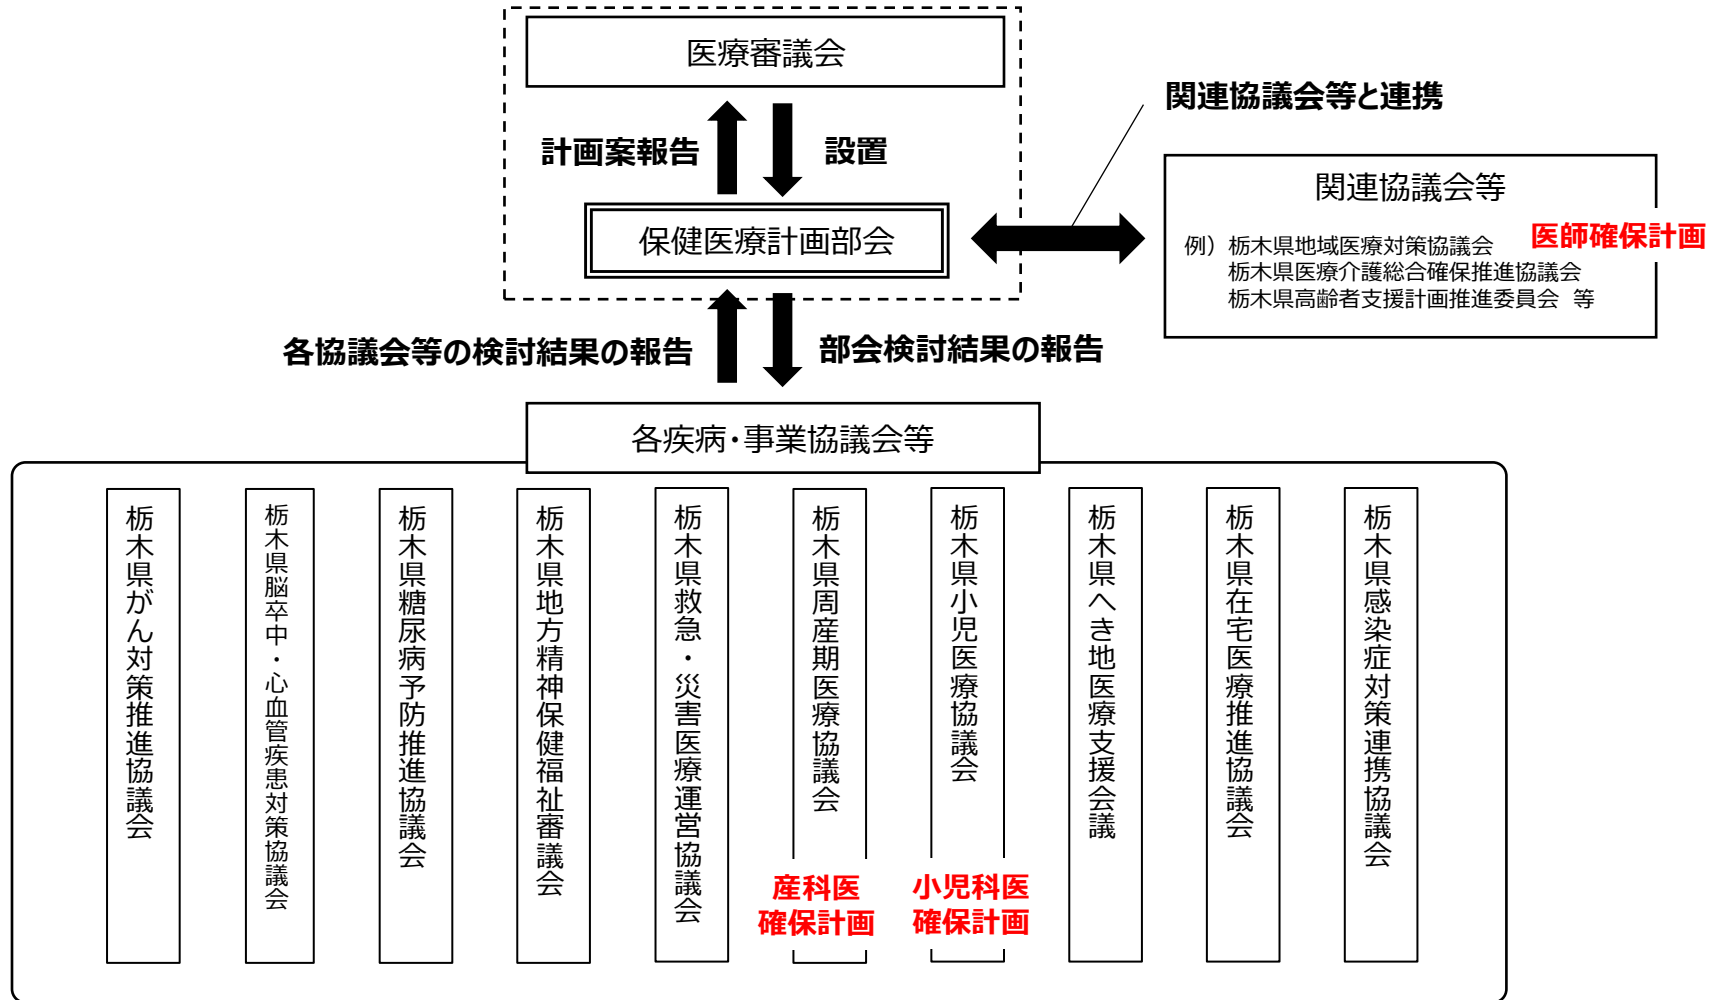 医療審議会
計画案報告
設置
保健医療計画部会
関連協議会等と連携
関連協議会等
例）栃木県地域医療対策協議会
医師確保計画
栃木県医療介護総合確保推進協議会
栃木県高齢者支援計画推進委員会 等
各協議会等の検討結果の報告
部会検討結果の報告
各疾病・事業協議会等
栃木県がん対策推進協議会
栃木県脳卒中・心血管疾患対策協議会
栃木県糖尿病予防推進協議会
栃木県地方精神保健福祉審議会
栃木県救急・災害医療運営協議会
栃木県周産期医療協議会
産科医
確保計画
栃木県小児医療協議会
小児科医
確保計画
栃木県へき地医療支援会議
栃木県在宅医療推進協議会
栃木県感染症対策連携協議会